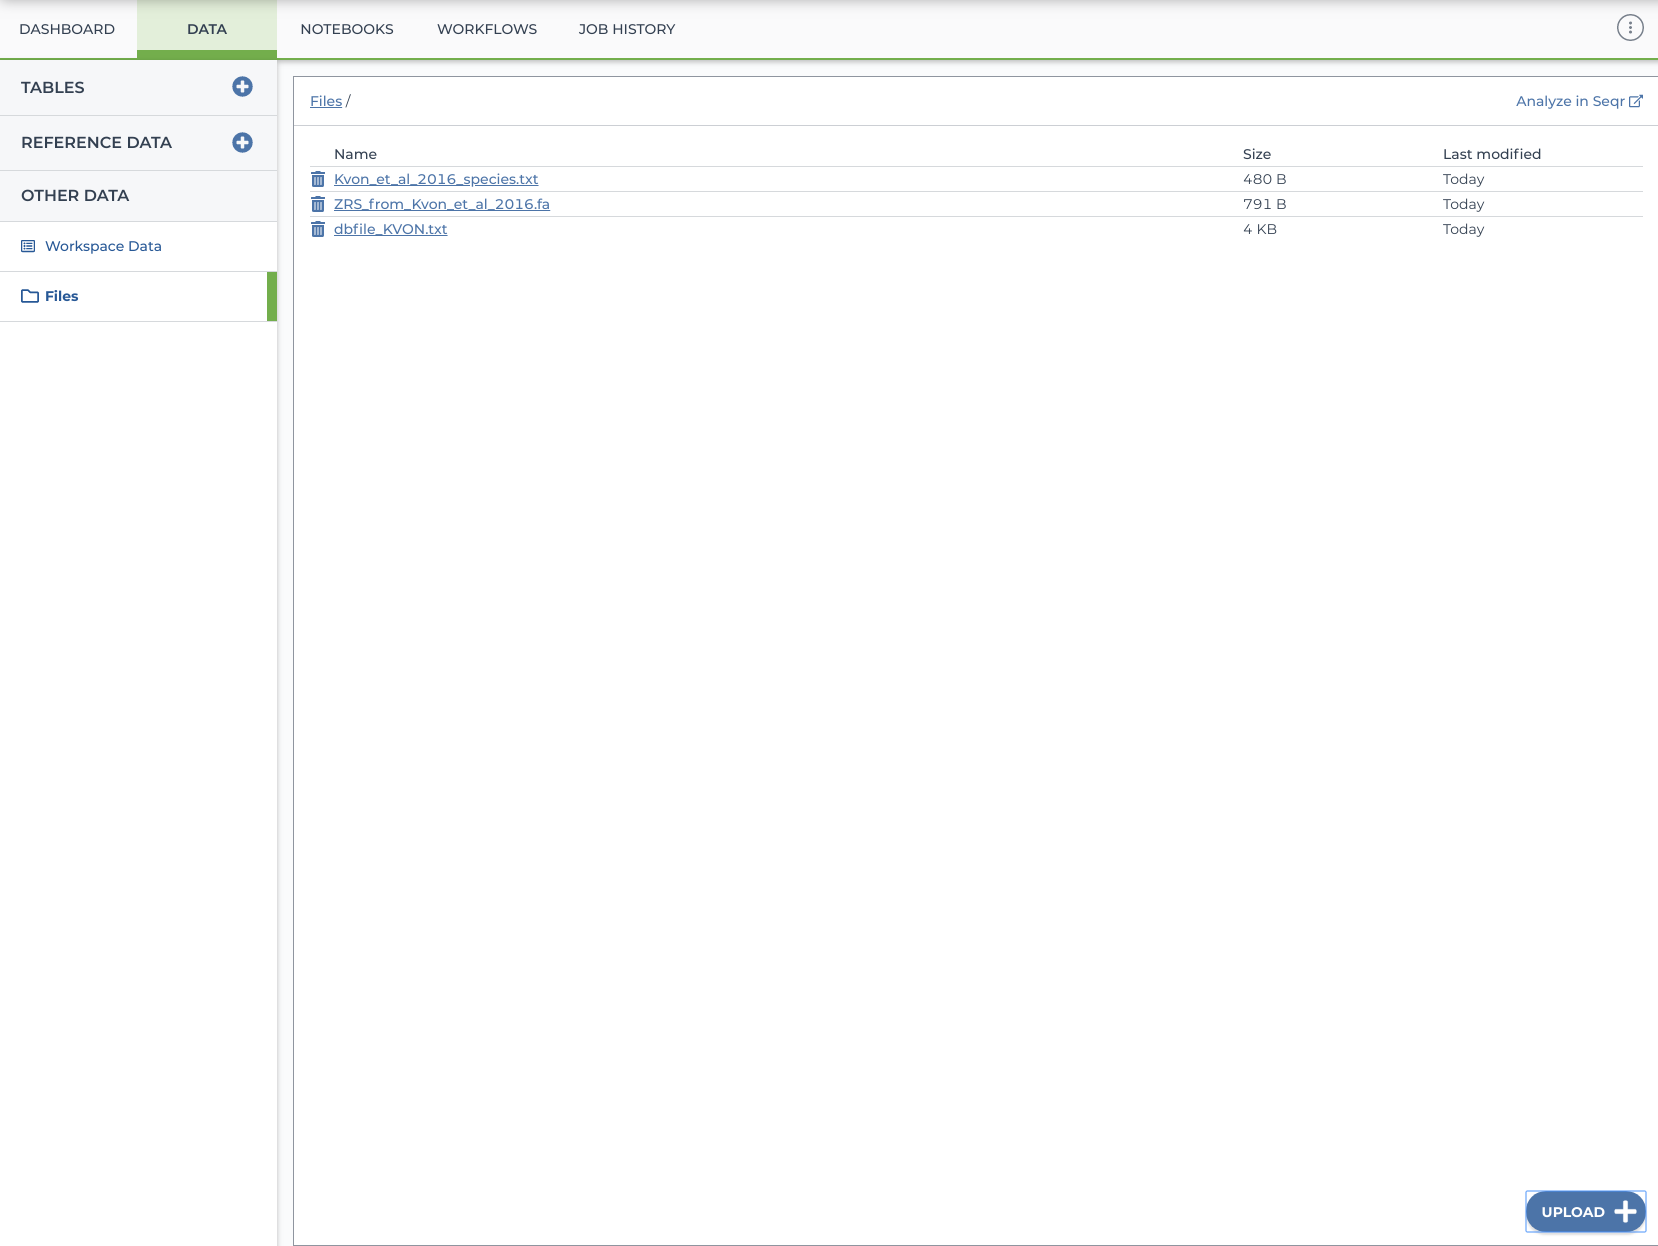 DASHBOARD DATA NOTEBOOKS WORKFLOWS JOB HISTORY
TABLES
REFERENCE DATA
OTHER DATA
Workspace Data
Files
Files / Analyze in Seqr
Name Size Last modified
Kvon_et_al_2016_species.txt 480 B Today
ZRS_from_Kvon_et_al_2016.fa 791 B Today
dbfile_KVON.txt 4 KB Today
UPLOAD